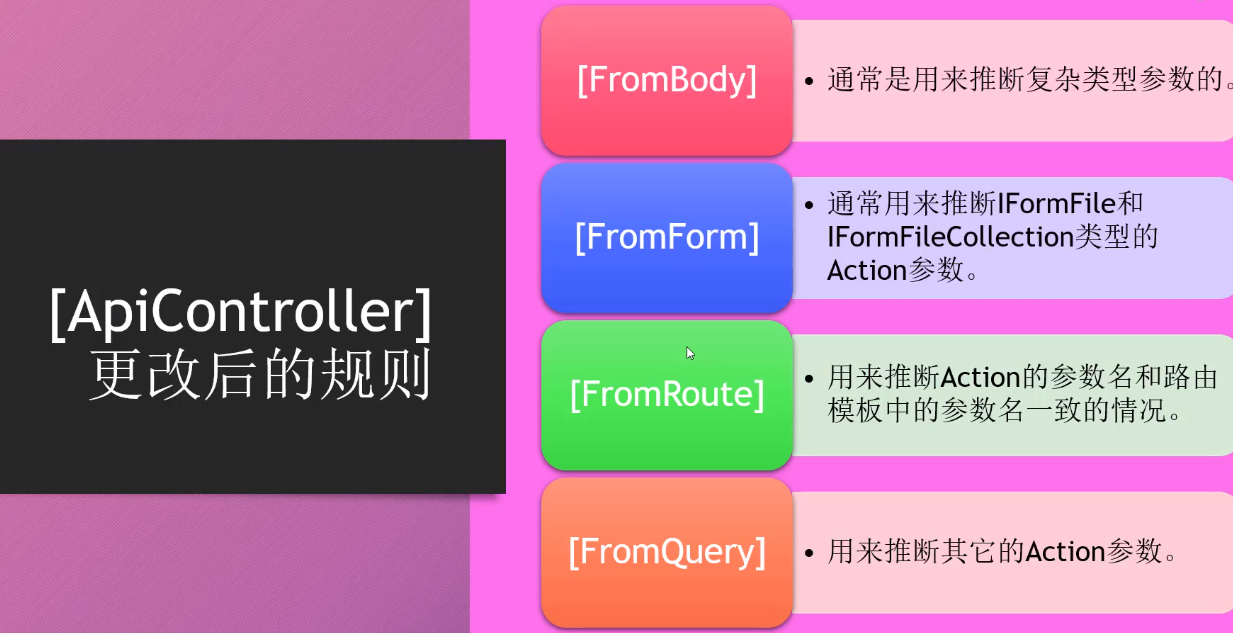 [ApiController]
更改后的规则
[FromBody]
• 通常是用来推断复杂类型参数的。
[FromForm]
• 通常用来推断IFormFile和
IFormFileCollection类型的
Action参数。
[FromRoute]
• 用来推断Action的参数名和路由
模板中的参数名一致的情况。
[FromQuery]
• 用来推断其它的Action参数。